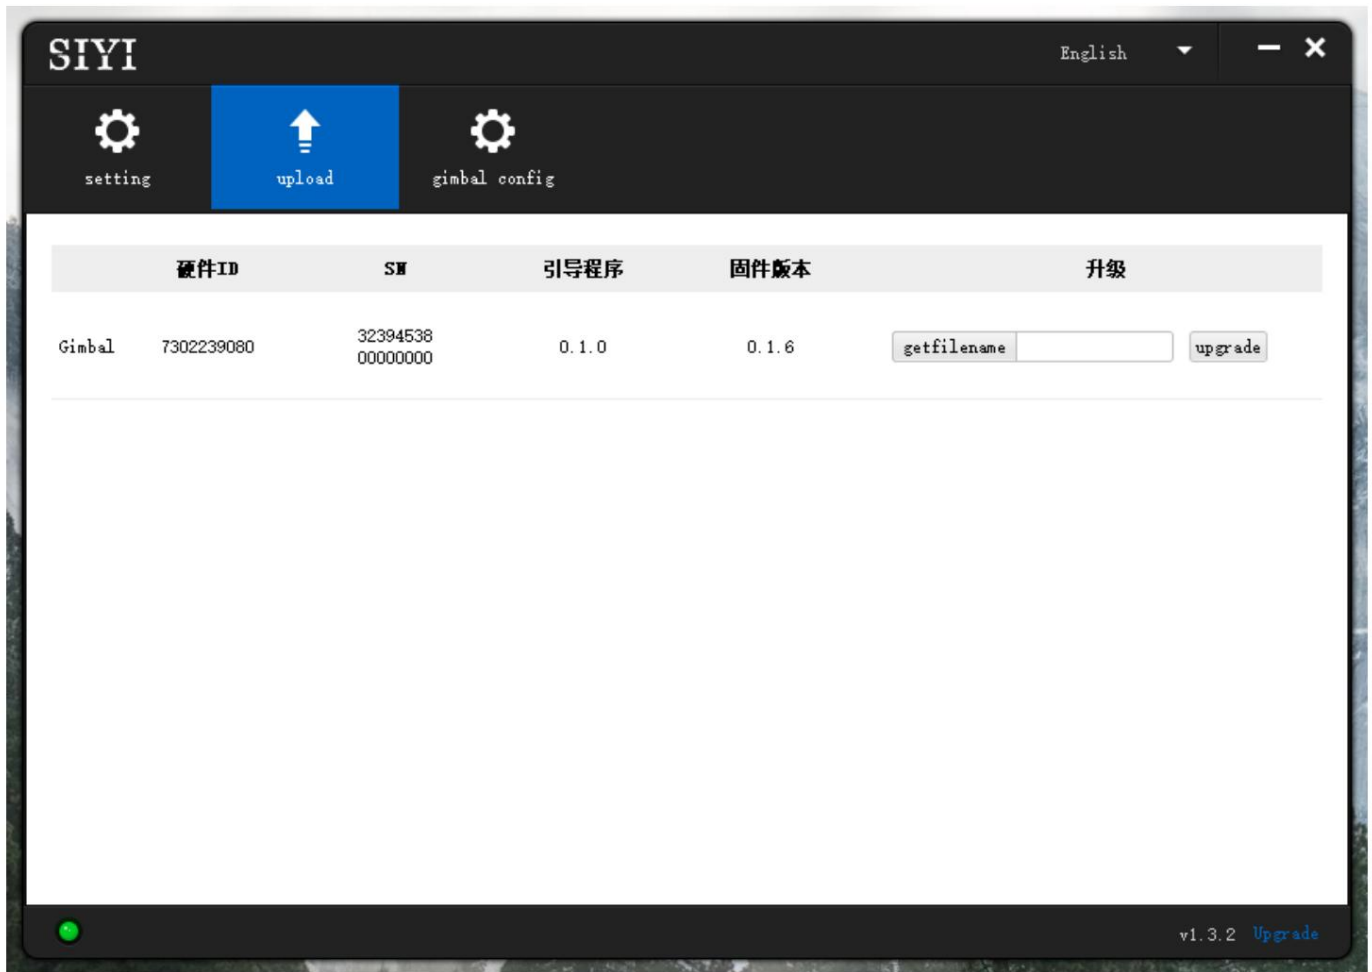 SIYI
English
setting
upload
gimbal config
硬件ID SN 引导程序 固件版本 升级
Gimbal 7302239080 32394538 0.1.0 0.1.6 getfilename upgrade
00000000
v1.3.2 Upgrade